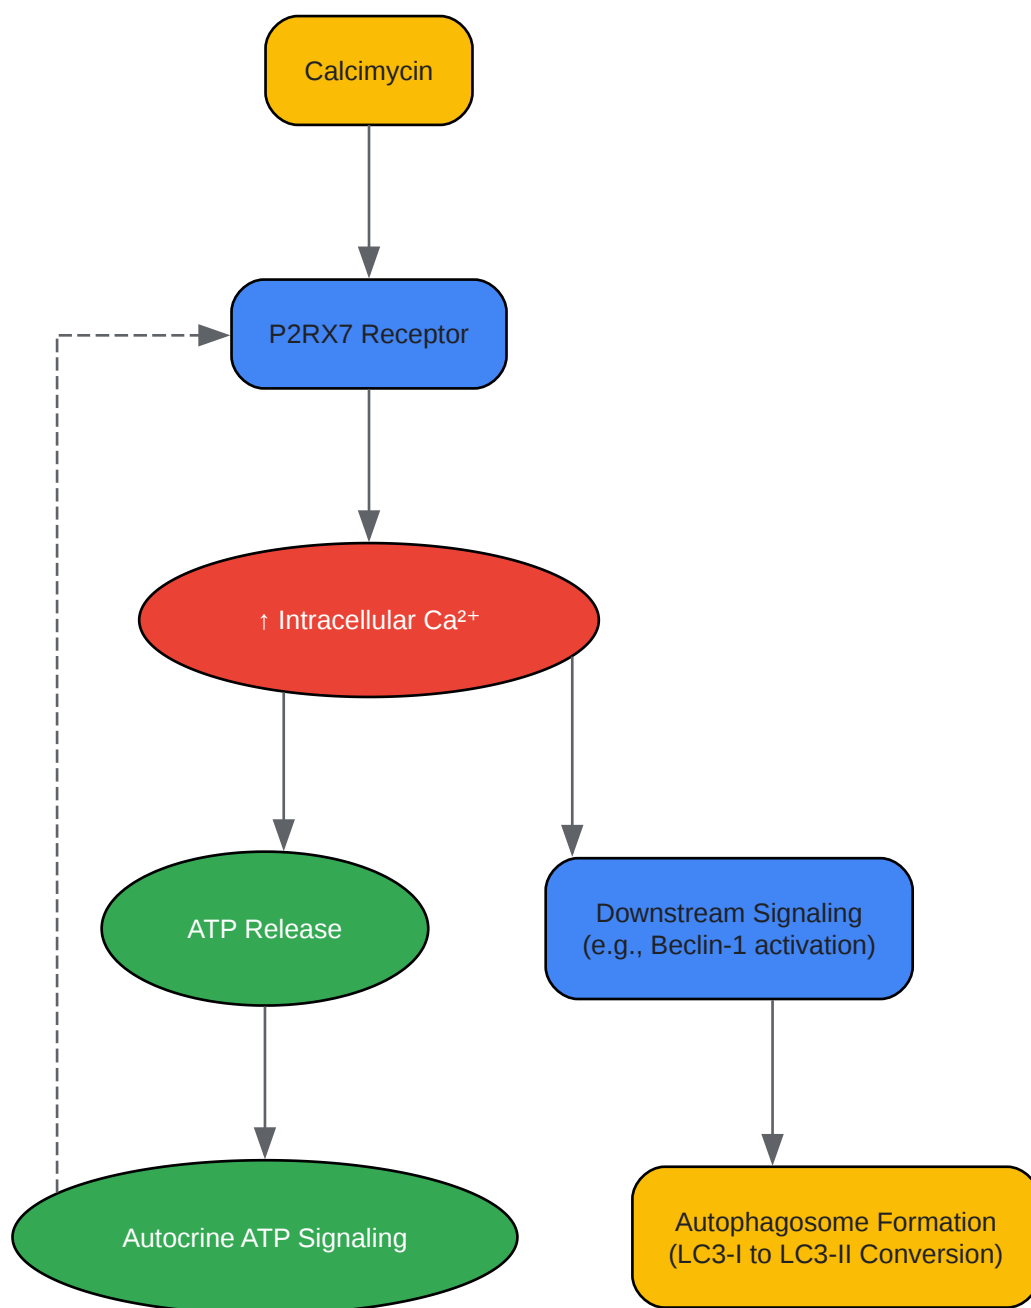 Calcimycin
P2RX7 Receptor
↑ Intracellular Ca²⁺
ATP Release
Downstream Signaling
(e.g., Beclin-1 activation)
Autocrine ATP Signaling
Autophagosome Formation
(LC3-I to LC3-II Conversion)